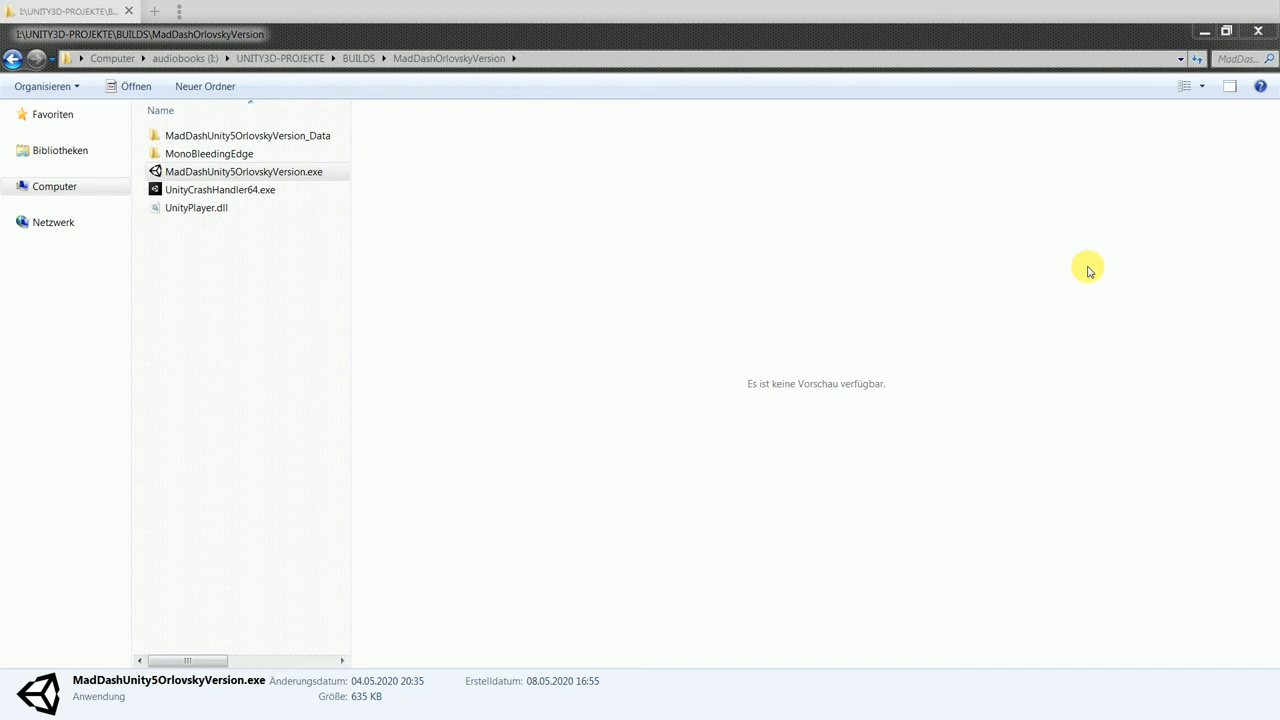 I:\UNITY3D-PROJEKTE\B...
I:\UNITY3D-PROJEKTE\BUILDS\MadDashOrlovskyVersion
Computer audiobooks (I:) UNITY3D-PROJEKTE BUILDS MadDashOrlovskyVersion MadDas...
Organisieren Öffnen Neuer Ordner
Favoriten
Bibliotheken
Computer
Netzwerk
Name
MadDashUnity5OrlovskyVersion_Data
MonoBleedingEdge
MadDashUnity5OrlovskyVersion.exe
UnityCrashHandler64.exe
UnityPlayer.dll
Es ist keine Vorschau verfügbar.
MadDashUnity5OrlovskyVersion.exe Änderungsdatum: 04.05.2020 20:35 Erstelldatum: 08.05.2020 16:55
Anwendung Größe: 635 KB